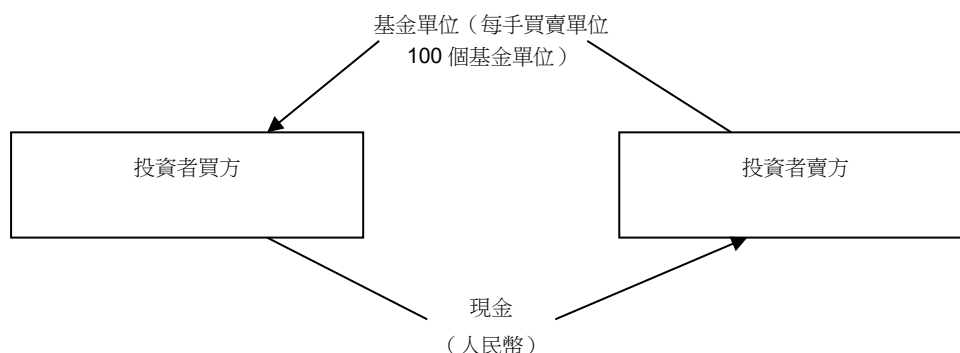 基金單位（每手買賣單位
100 個基金單位）
投資者買方
投資者賣方
現金
（人民幣）